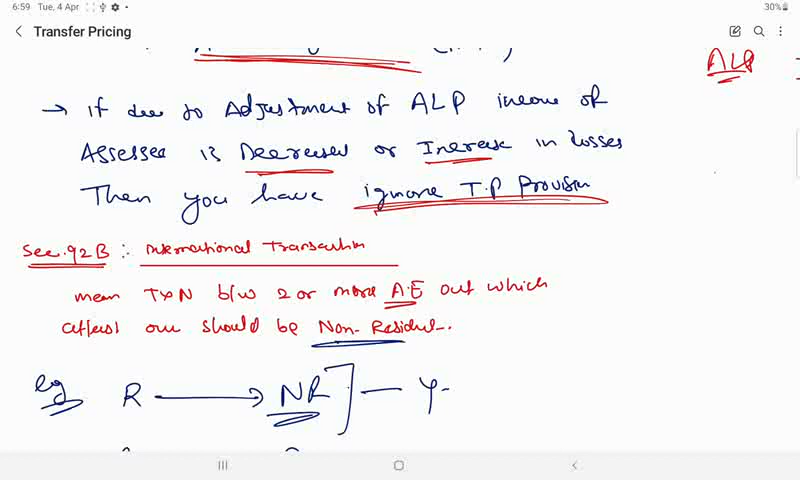 6:59 Tue, 4 Apr 30%
Transfer Pricing
ALP
→ If due to Adjustment of ALP income of
Assessee is Decreased or Increase in losses
Then you have ignore T.P Provision
Sec.92B : International Transaction
mean TXN b/w 2 or more A.E out which
atleast one should be Non-Resident.
eg R → NR ] — Y-